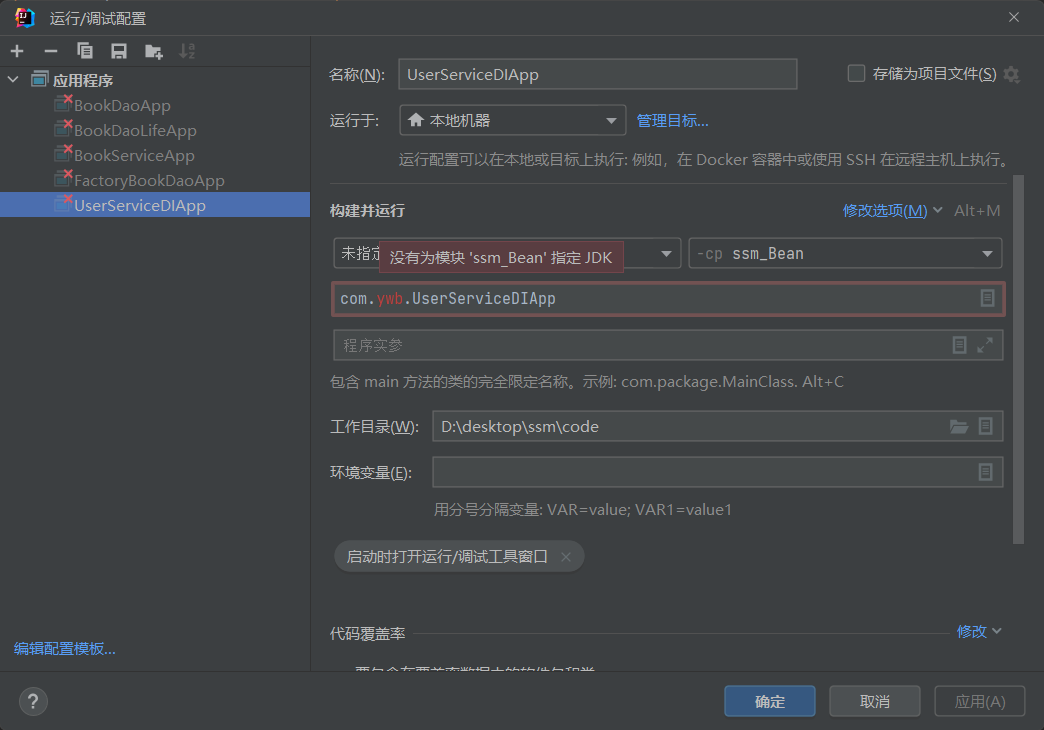 运行/调试配置
应用程序
BookDaoApp
BookDaoLifeApp
BookServiceApp
FactoryBookDaoApp
UserServiceDIApp
编辑配置模板...
名称(N): UserServiceDIApp 存储为项目文件(S)
运行于: 本地机器 管理目标...
运行配置可以在本地或目标上执行: 例如，在 Docker 容器中或使用 SSH 在远程主机上执行。
构建并运行 修改选项(M) Alt+M
未指定 没有为模块 'ssm_Bean' 指定 JDK -cp ssm_Bean
com.ywb.UserServiceDIApp
程序实参
包含 main 方法的类的完全限定名称。示例: com.package.MainClass. Alt+C
工作目录(W): D:\desktop\ssm\code
环境变量(E):
用分号分隔变量: VAR=value; VAR1=value1
启动时打开运行/调试工具窗口
代码覆盖率 修改
? 确定 取消 应用(A)